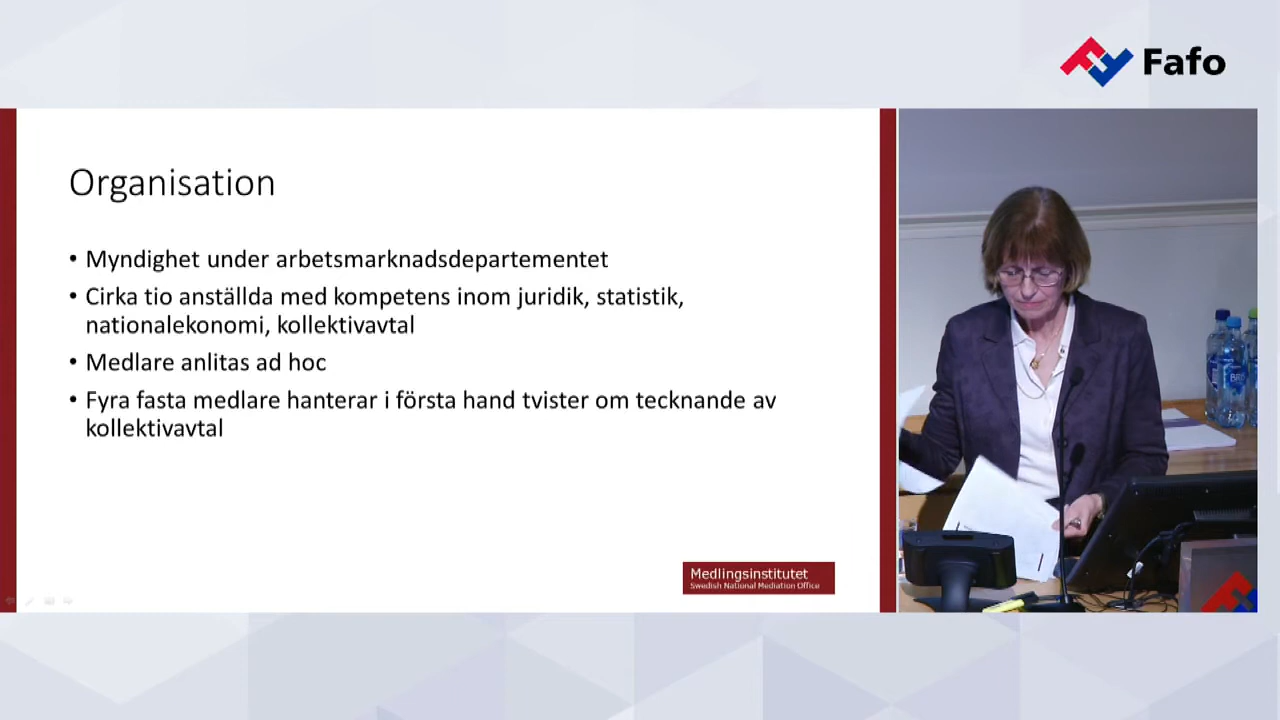 Fafo
Organisation
• Myndighet under arbetsmarknadsdepartementet
• Cirka tio anställda med kompetens inom juridik, statistik,
nationalekonomi, kollektivavtal
• Medlare anlitas ad hoc
• Fyra fasta medlare hanterar i första hand tvister om tecknande av
kollektivavtal
Medlingsinstitutet
Swedish National Mediation Office